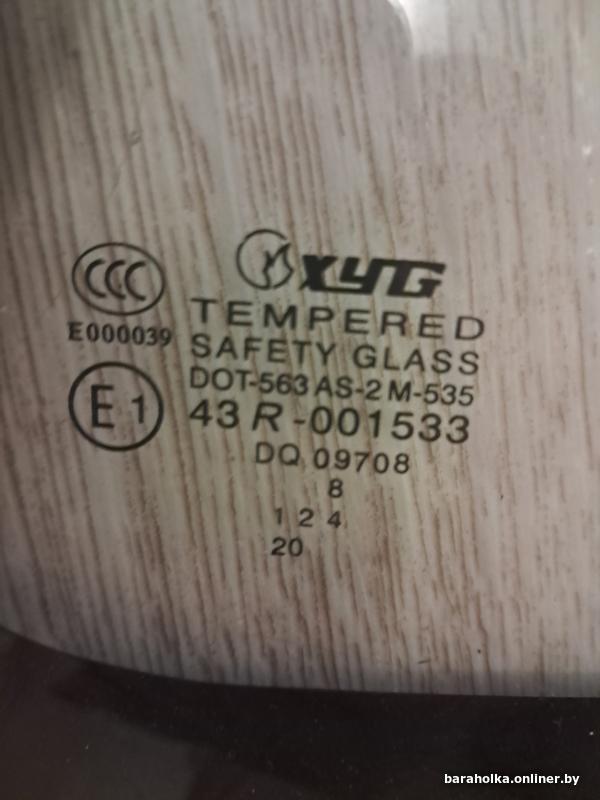 XYG
TEMPERED
SAFETY GLASS
DOT-563 AS-2 M-535
43 R -001533
DQ 09708
8
1 2 4
20
CCC
E000039
E1
baraholka.onliner.by